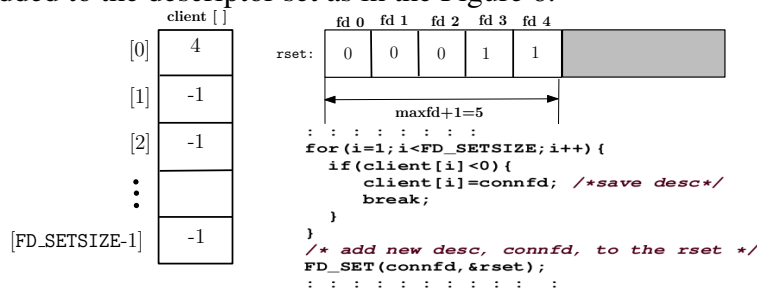 added to the descriptor set as in the Figure 6.
client [ ]
[0] 4
[1] -1
[2] -1
[FD_SETSIZE-1] -1
fd 0 fd 1 fd 2 fd 3 fd 4
rset: 0 0 0 1 1
maxfd+1=5
: : : : : : : :
for(i=1;i<FD_SETSIZE;i++){
if(client[i]<0){
client[i]=connfd; /*save desc*/
break;
}
}
/* add new desc, connfd, to the rset */
FD_SET(connfd,&rset);
: : : : : : : : : : :